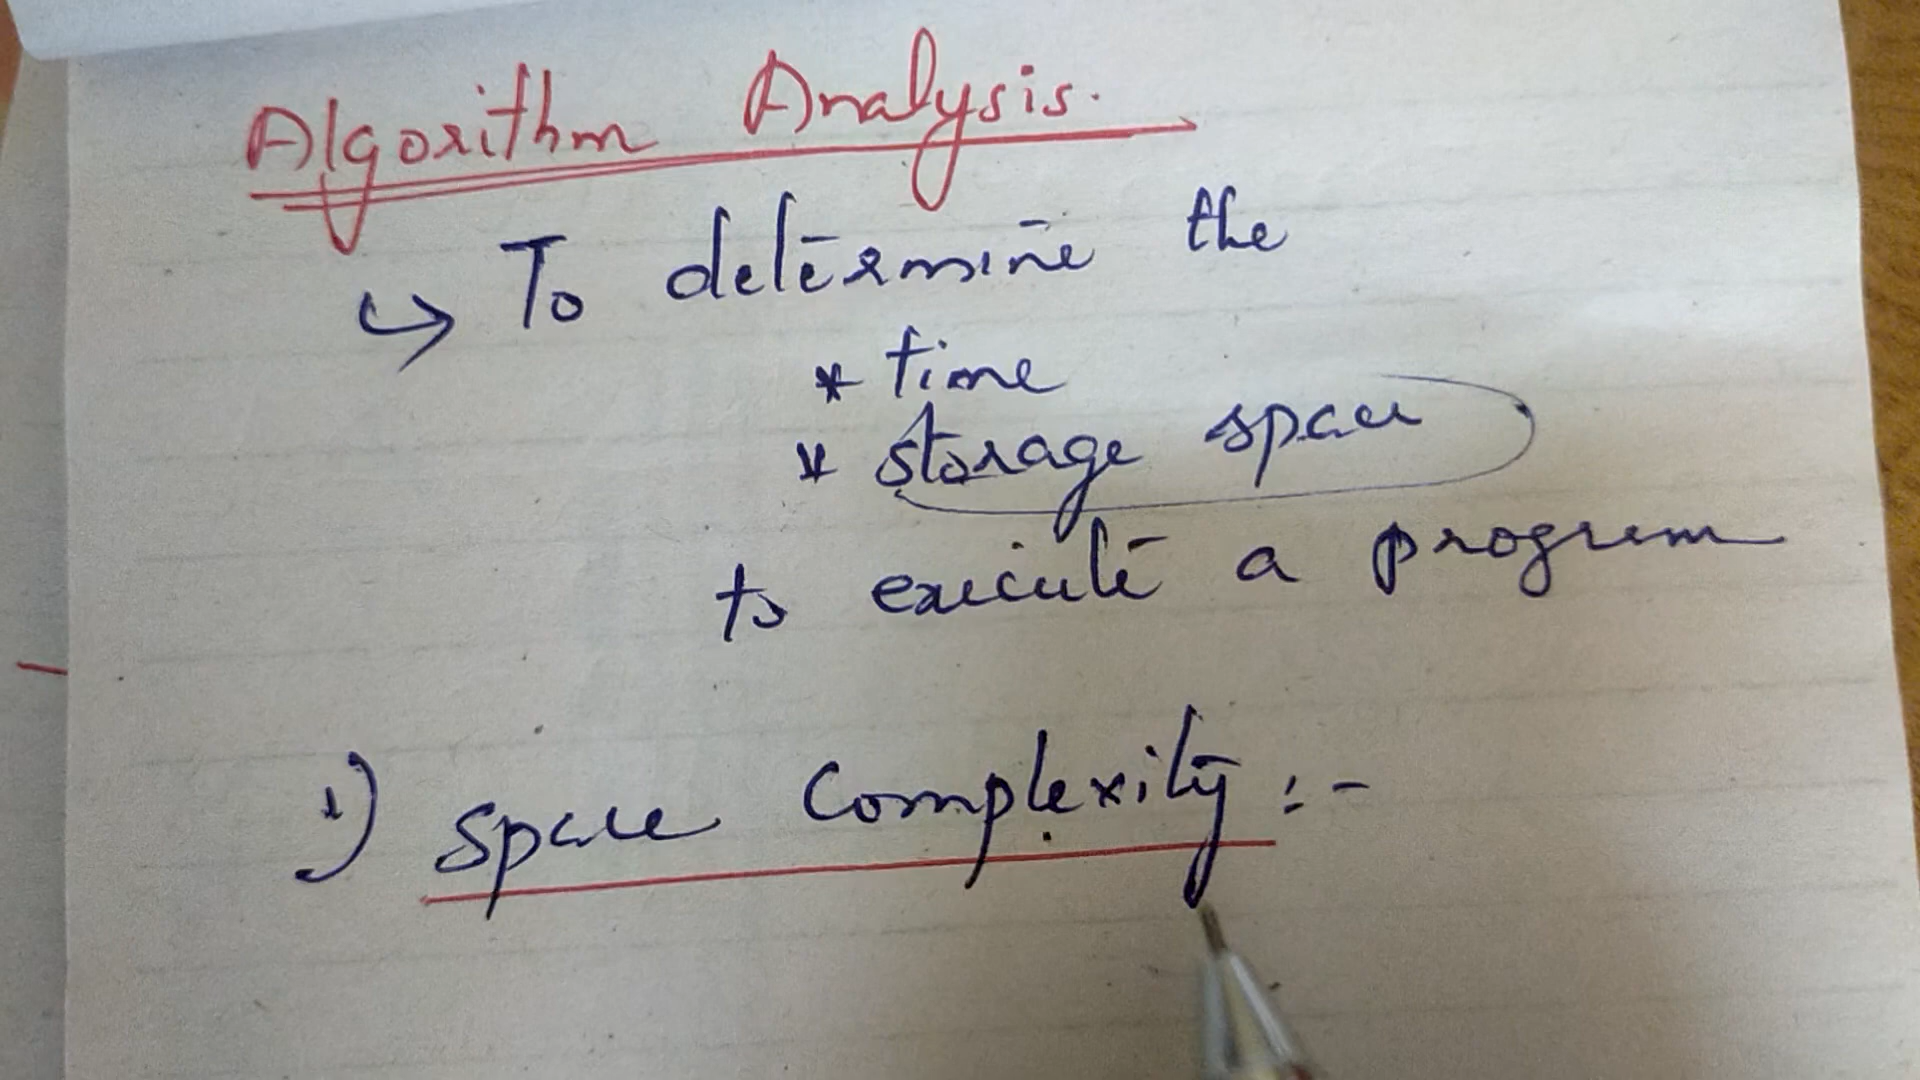 Algorithm Analysis.
↪ To determine the
* time
* storage space
to execute a program
1) Space Complexity :-